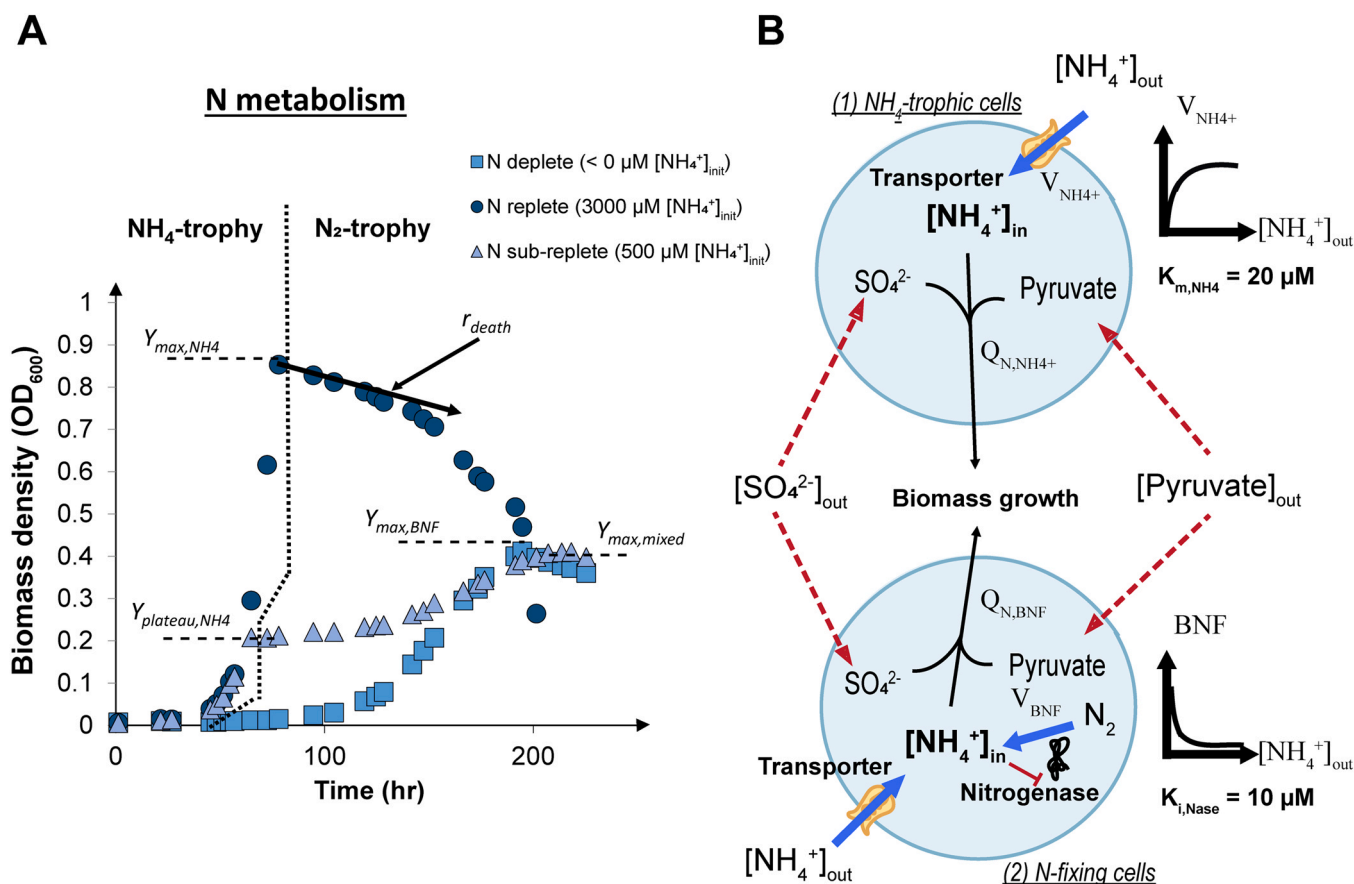 A
N metabolism
N deplete (< 0 µM [NH₄⁺]init)
N replete (3000 µM [NH₄⁺]init)
N sub-replete (500 µM [NH₄⁺]init)
NH₄-trophy
N₂-trophy
Ymax,NH4
rdeath
Ymax,BNF
Ymax,mixed
Yplateau,NH4
Biomass density (OD₆₀₀)
1
0.9
0.8
0.7
0.6
0.5
0.4
0.3
0.2
0.1
0
0
100
200
Time (hr)
B
(1) NH₄-trophic cells
[NH₄⁺]out
Transporter
VNH4+
[NH₄⁺]in
SO₄²⁻
Pyruvate
QN,NH4+
VNH4+
[NH₄⁺]out
Km,NH4 = 20 µM
[SO₄²⁻]out
Biomass growth
[Pyruvate]out
QN,BNF
SO₄²⁻
Pyruvate
VBNF
N₂
[NH₄⁺]in
Transporter
Nitrogenase
[NH₄⁺]out
(2) N-fixing cells
BNF
[NH₄⁺]out
Ki,Nase = 10 µM